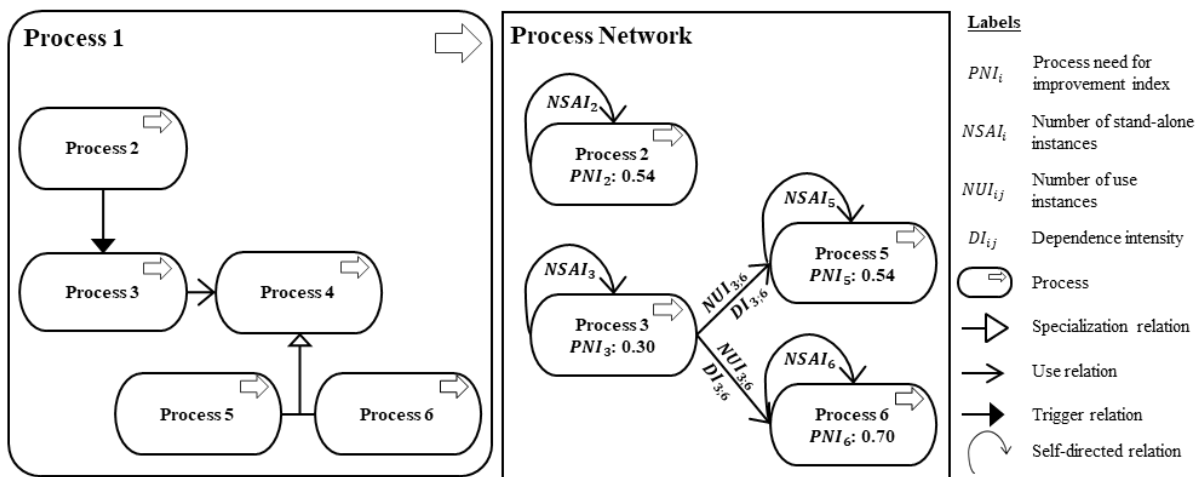 Process 1
Process 2
Process 3
Process 4
Process 5
Process 6
Process Network
NSAI₂
Process 2
PNI₂: 0.54
NSAI₃
Process 3
PNI₃: 0.30
NUI₃;₆
DI₃;₆
NSAI₅
Process 5
PNI₅: 0.54
NUI₃;₆
DI₃;₆
NSAI₆
Process 6
PNI₆: 0.70
Labels
PNIᵢ
Process need for
improvement index
NSAIᵢ
Number of stand-alone
instances
NUIᵢⱼ
Number of use
instances
DIᵢⱼ
Dependence intensity
Process
Specialization relation
Use relation
Trigger relation
Self-directed relation